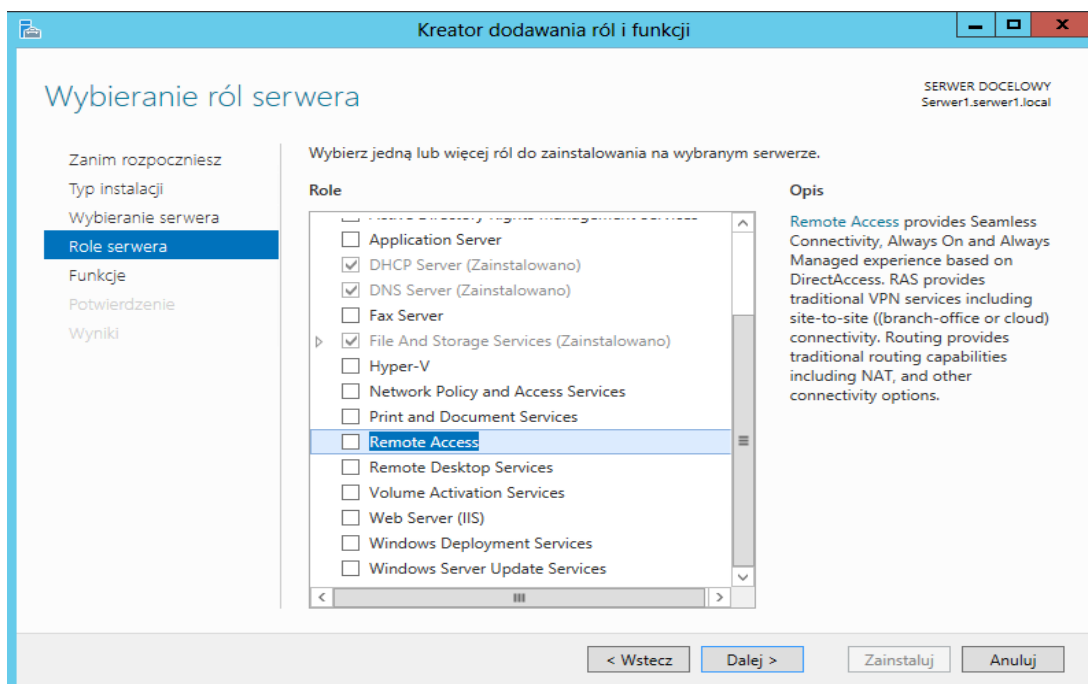 Kreator dodawania ról i funkcji
Wybieranie ról serwera
SERWER DOCELOWY
Serwer1.serwer1.local
Zanim rozpoczniesz
Typ instalacji
Wybieranie serwera
Role serwera
Funkcje
Potwierdzenie
Wyniki
Wybierz jedną lub więcej ról do zainstalowania na wybranym serwerze.
Role
Active Directory Rights Management Services
Application Server
DHCP Server (Zainstalowano)
DNS Server (Zainstalowano)
Fax Server
File And Storage Services (Zainstalowano)
Hyper-V
Network Policy and Access Services
Print and Document Services
Remote Access
Remote Desktop Services
Volume Activation Services
Web Server (IIS)
Windows Deployment Services
Windows Server Update Services
Opis
Remote Access provides Seamless
Connectivity, Always On and Always
Managed experience based on
DirectAccess. RAS provides
traditional VPN services including
site-to-site ((branch-office or cloud)
connectivity. Routing provides
traditional routing capabilities
including NAT, and other
connectivity options.
< Wstecz
Dalej >
Zainstaluj
Anuluj